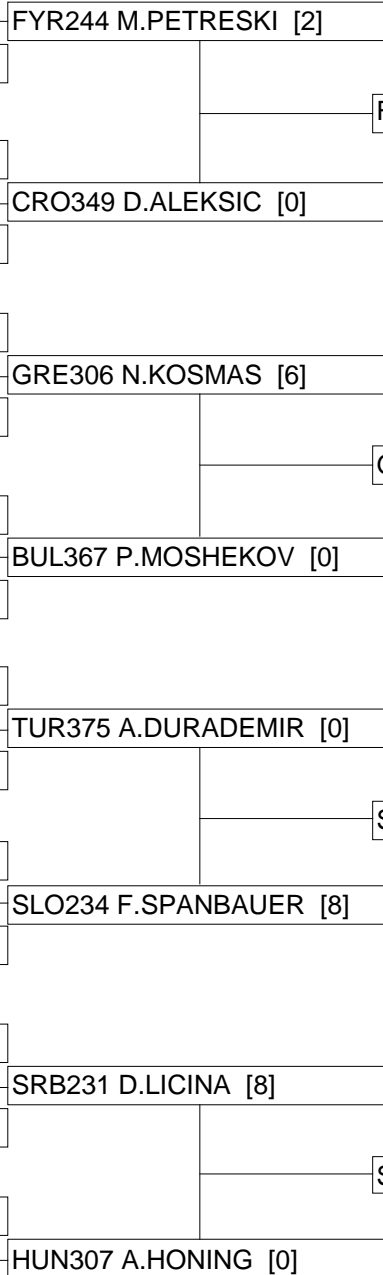 FYR244 M.PETRESKI [2]
CRO349 D.ALEKSIC [0]
GRE306 N.KOSMAS [6]
BUL367 P.MOSHEKOV [0]
TUR375 A.DURADEMIR [0]
SLO234 F.SPANBAUER [8]
SRB231 D.LICINA [8]
HUN307 A.HONING [0]